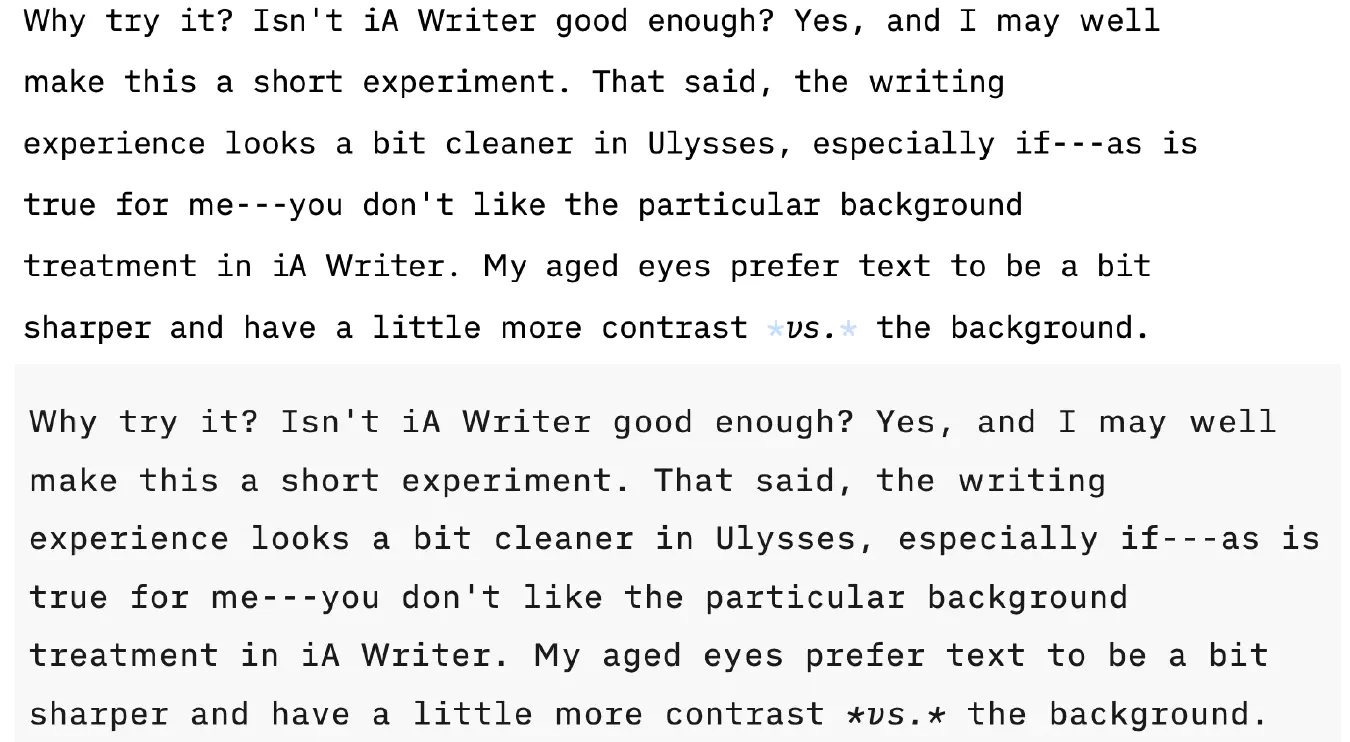 Why try it? Isn't iA Writer good enough? Yes, and I may well
make this a short experiment. That said, the writing
experience looks a bit cleaner in Ulysses, especially if---as is
true for me---you don't like the particular background
treatment in iA Writer. My aged eyes prefer text to be a bit
sharper and have a little more contrast *vs.* the background.
Why try it? Isn't iA Writer good enough? Yes, and I may well
make this a short experiment. That said, the writing
experience looks a bit cleaner in Ulysses, especially if---as is
true for me---you don't like the particular background
treatment in iA Writer. My aged eyes prefer text to be a bit
sharper and have a little more contrast *vs.* the background.